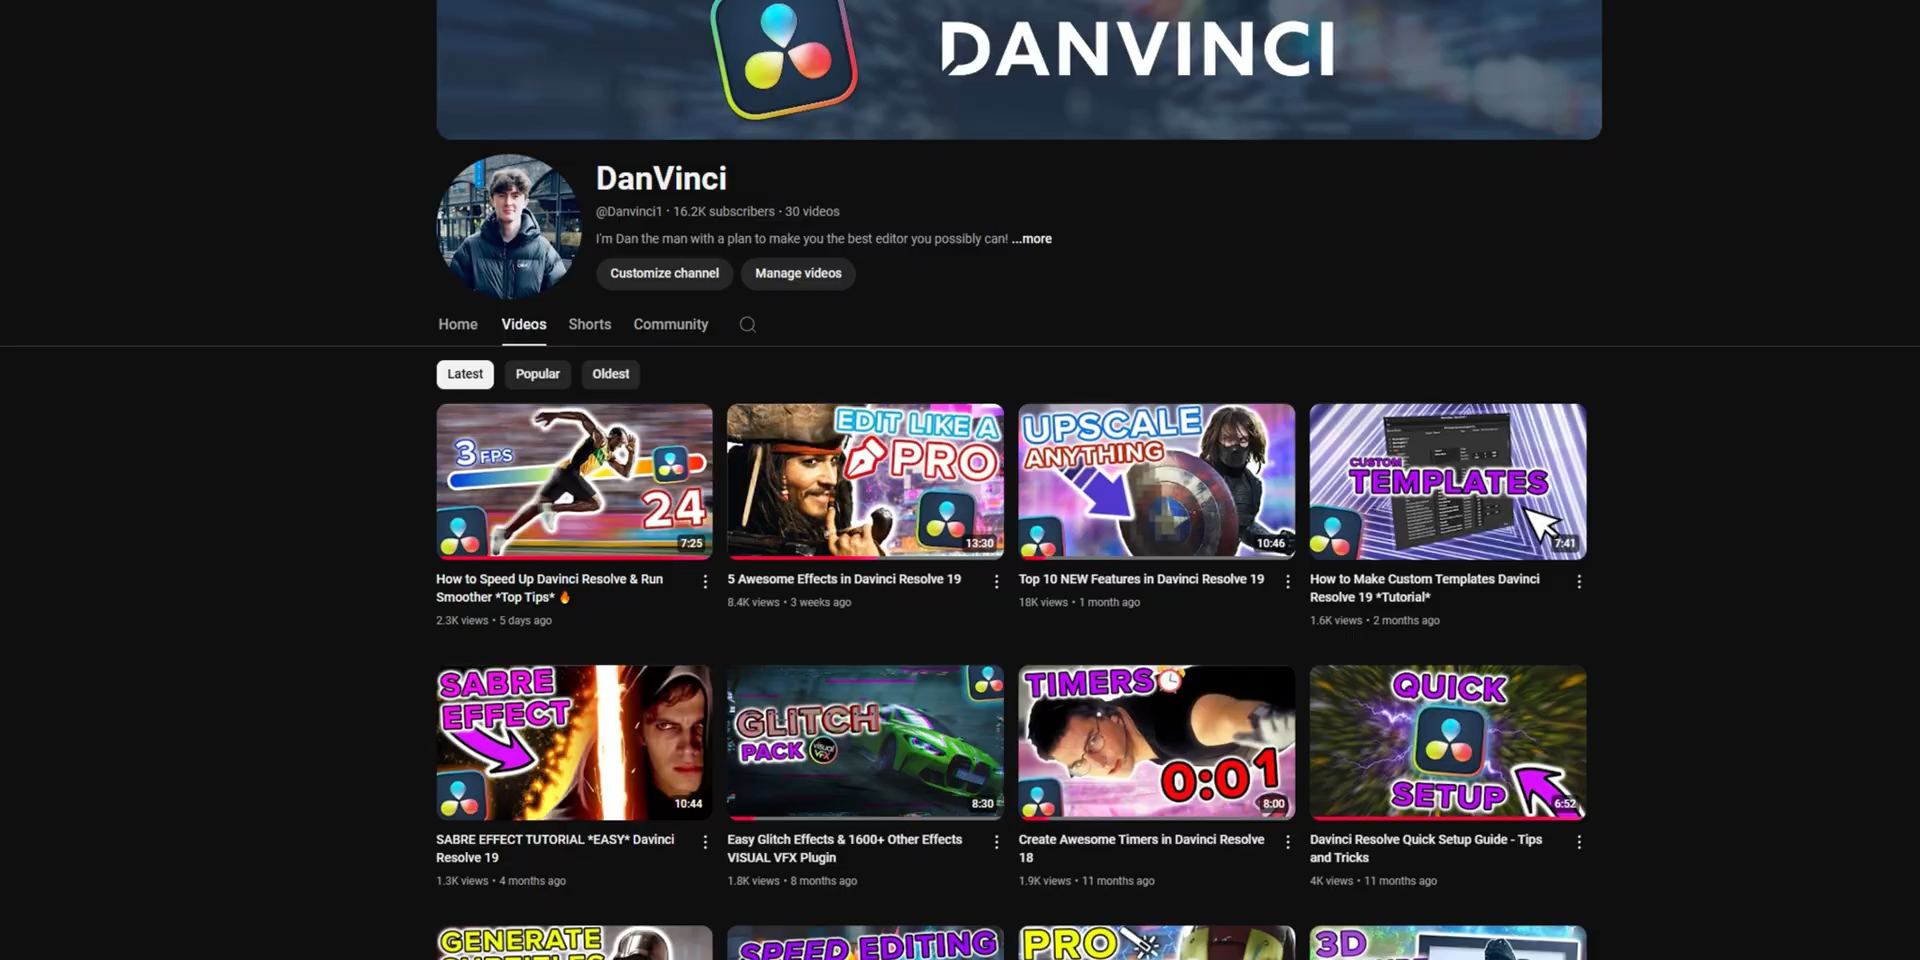 DANVINCI
DanVinci
@Danvinci1 · 16.2K subscribers · 30 videos
I'm Dan the man with a plan to make you the best editor you possibly can! ...more
Customize channel
Manage videos
Home
Videos
Shorts
Community
Latest
Popular
Oldest
3 FPS
24
7:25
EDIT LIKE A
PRO
13:30
UPSCALE
ANYTHING
10:46
CUSTOM
TEMPLATES
7:41
How to Speed Up Davinci Resolve & Run
Smoother *Top Tips* 🔥
2.3K views • 5 days ago
5 Awesome Effects in Davinci Resolve 19
8.4K views • 3 weeks ago
Top 10 NEW Features in Davinci Resolve 19
18K views • 1 month ago
How to Make Custom Templates Davinci
Resolve 19 *Tutorial*
1.6K views • 2 months ago
SABRE
EFFECT
10:44
GLITCH
PACK
VISUAL
VFX
8:30
TIMERS
0:01
8:00
QUICK
SETUP
6:52
SABRE EFFECT TUTORIAL *EASY* Davinci
Resolve 19
1.3K views • 4 months ago
Easy Glitch Effects & 1600+ Other Effects
VISUAL VFX Plugin
1.8K views • 8 months ago
Create Awesome Timers in Davinci Resolve
18
1.9K views • 11 months ago
Davinci Resolve Quick Setup Guide - Tips
and Tricks
4K views • 11 months ago
GENERATE
SPEED EDITING
PRO
3D